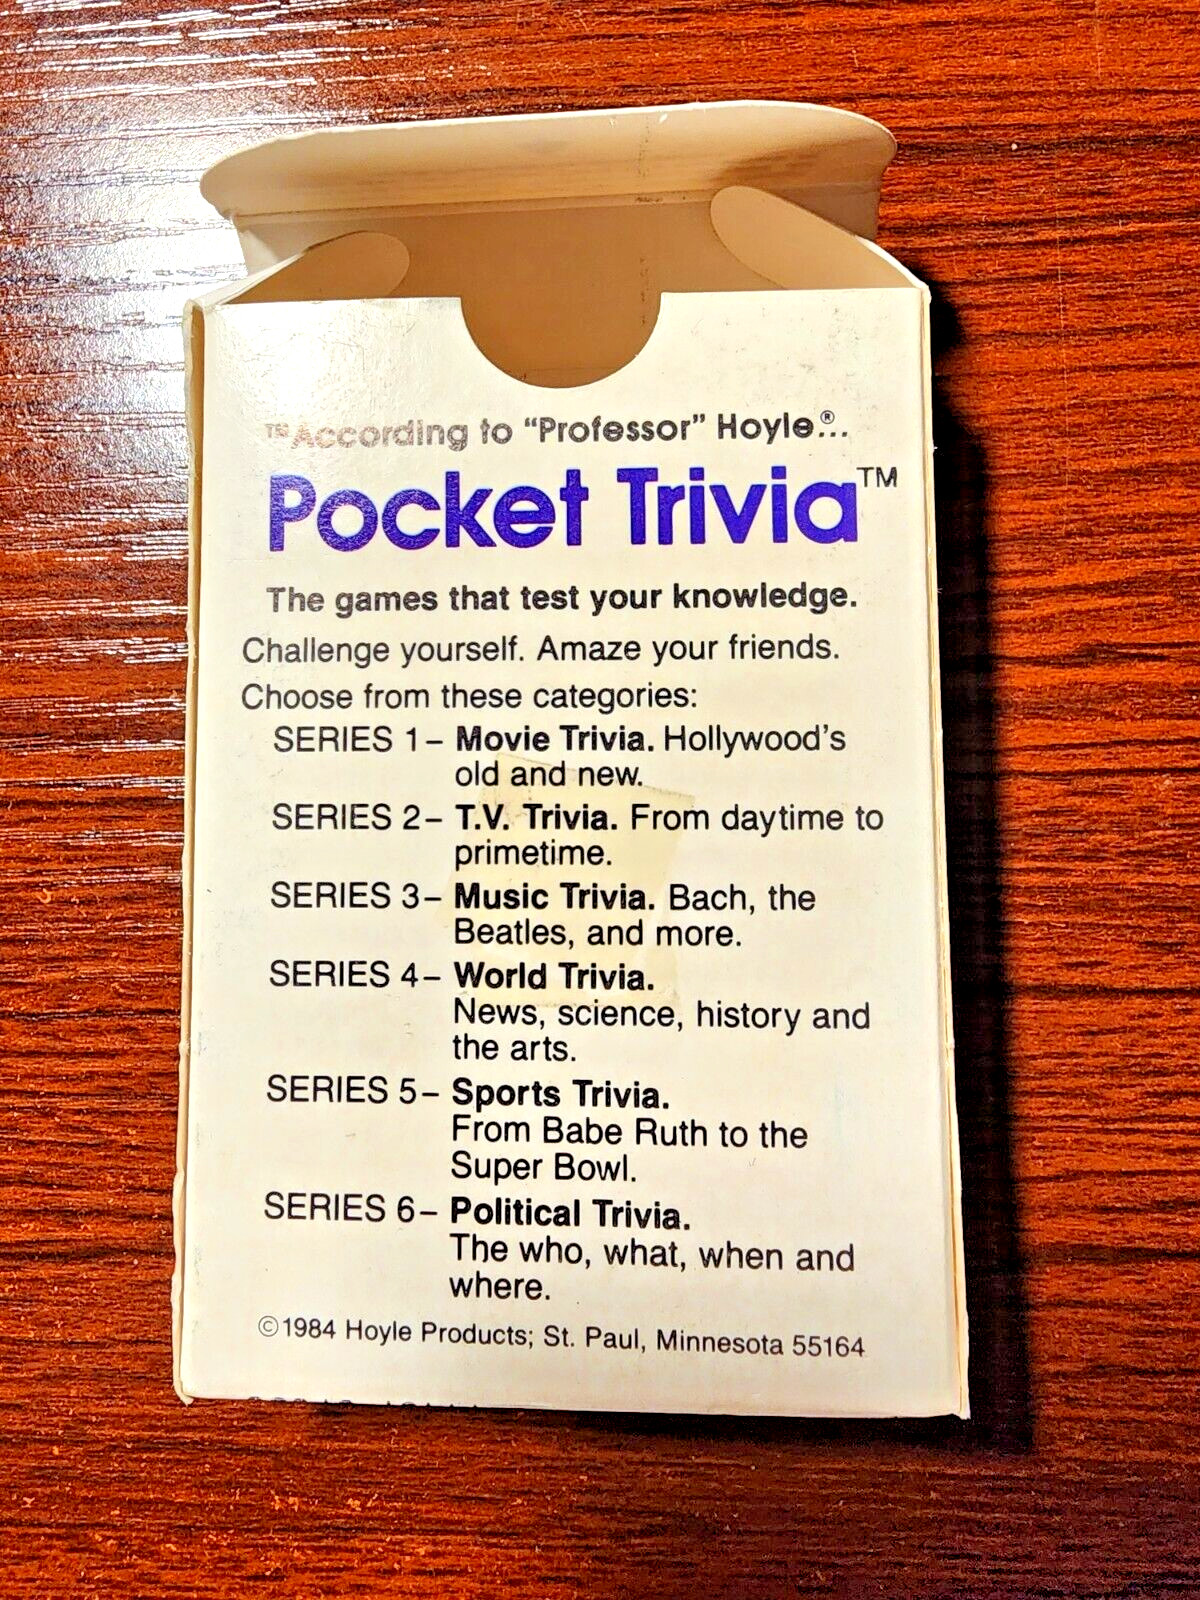 ™According to “Professor” Hoyle®...
Pocket Trivia™
The games that test your knowledge.
Challenge yourself. Amaze your friends.
Choose from these categories:
SERIES 1– Movie Trivia. Hollywood's
old and new.
SERIES 2– T.V. Trivia. From daytime to
primetime.
SERIES 3– Music Trivia. Bach, the
Beatles, and more.
SERIES 4– World Trivia.
News, science, history and
the arts.
SERIES 5– Sports Trivia.
From Babe Ruth to the
Super Bowl.
SERIES 6– Political Trivia.
The who, what, when and
where.
©1984 Hoyle Products; St. Paul, Minnesota 55164